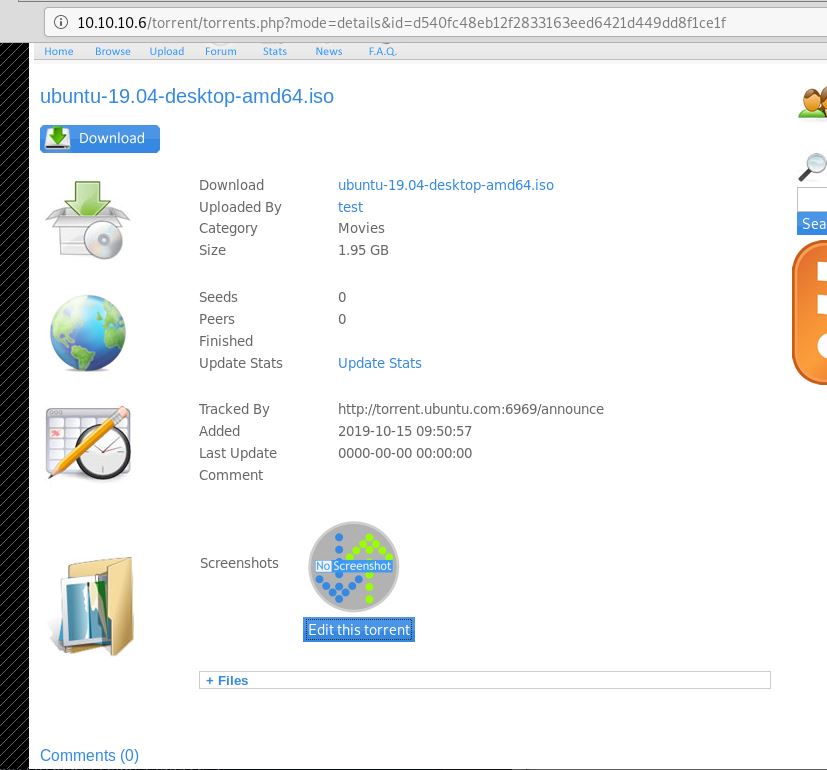 10.10.10.6/torrent/torrents.php?mode=details&id=d540fc48eb12f2833163eed6421d449dd8f1ce1f
Home Browse Upload Forum Stats News F.A.Q.
ubuntu-19.04-desktop-amd64.iso
Download
Download ubuntu-19.04-desktop-amd64.iso
Uploaded By test
Category Movies
Size 1.95 GB
Seeds 0
Peers 0
Finished
Update Stats Update Stats
Tracked By http://torrent.ubuntu.com:6969/announce
Added 2019-10-15 09:50:57
Last Update 0000-00-00 00:00:00
Comment
Screenshots
No Screenshot
Edit this torrent
+ Files
Comments (0)
Sea